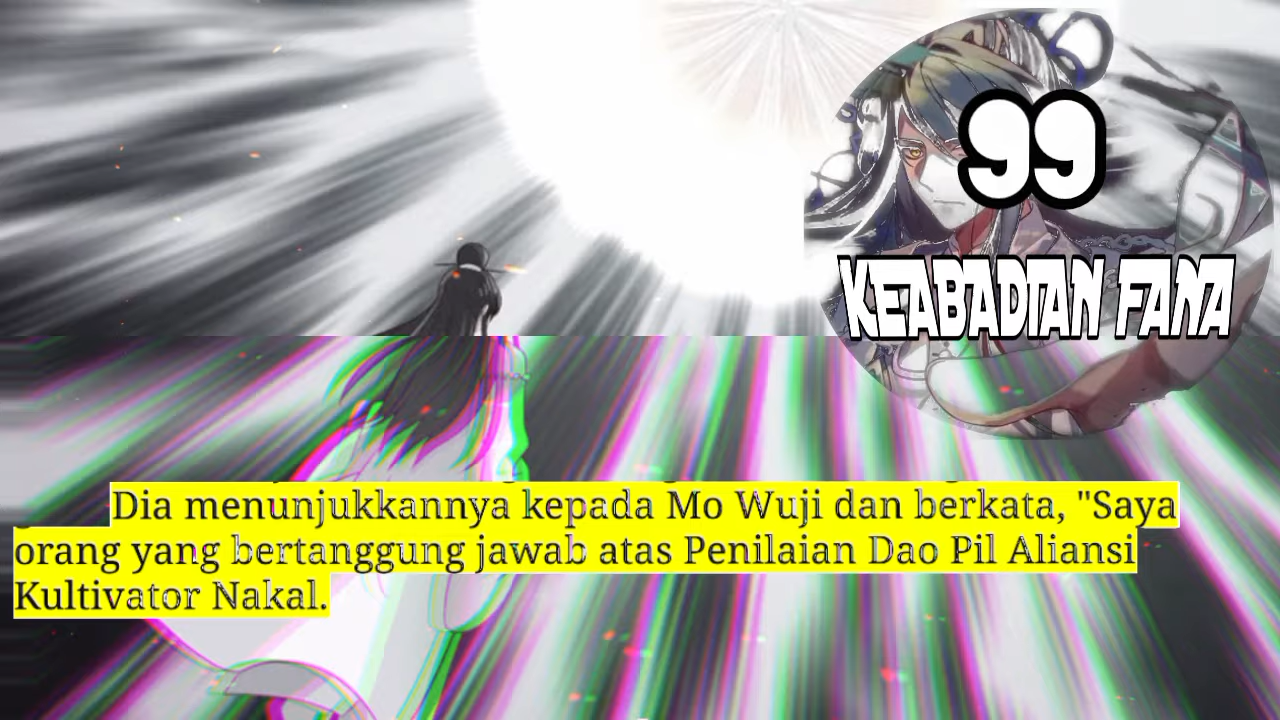 99
KEABADIAN FANA
Dia menunjukkannya kepada Mo Wuji dan berkata, "Saya
orang yang bertanggung jawab atas Penilaian Dao Pil Aliansi
Kultivator Nakal.